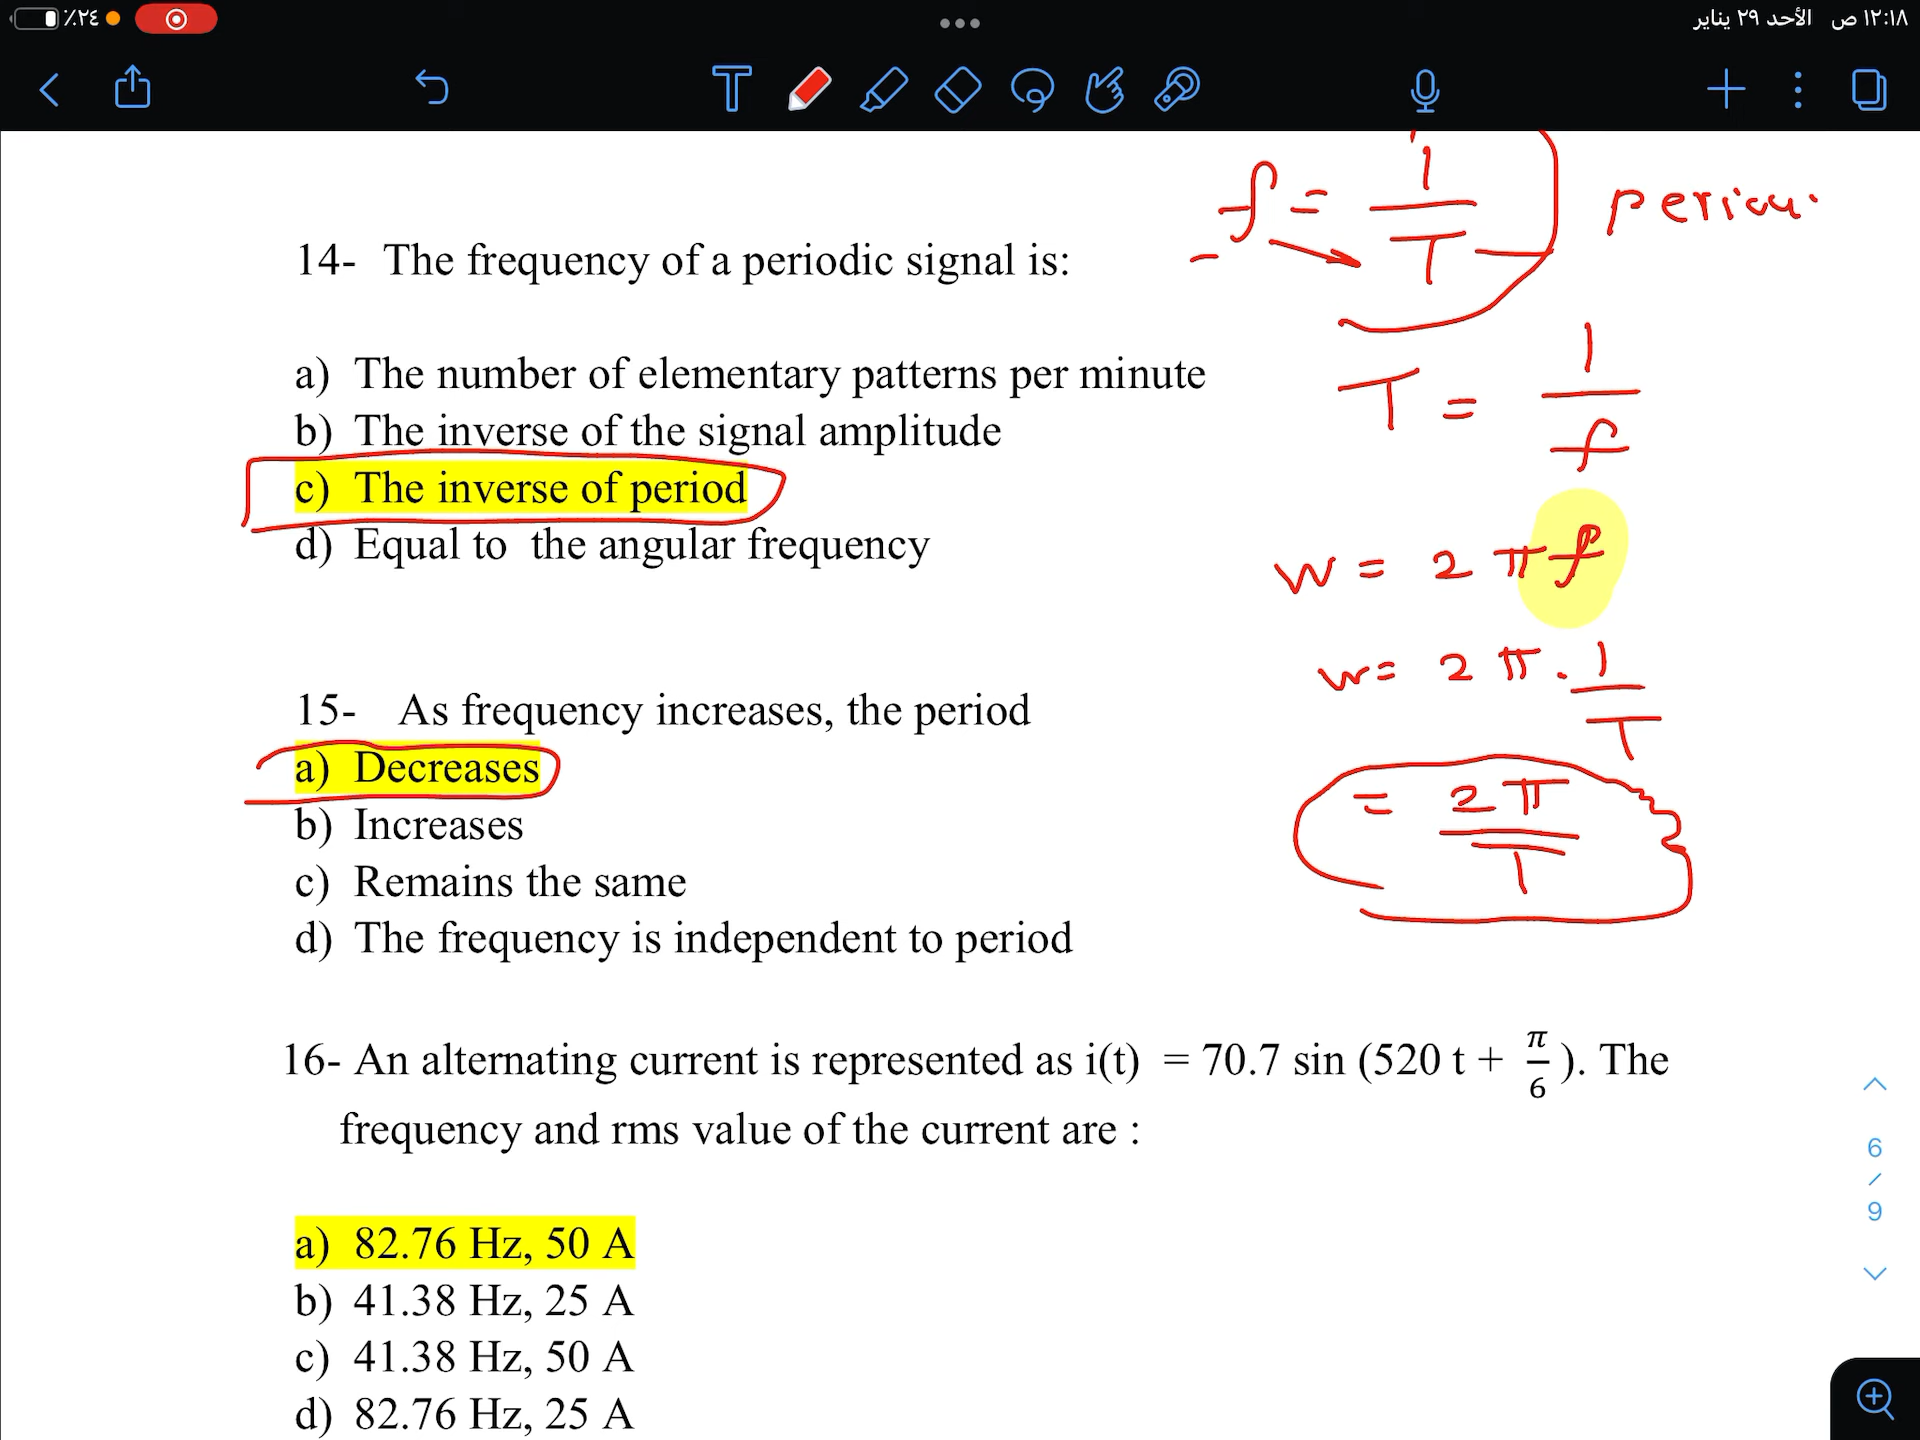 ٪٢٤
١٢:١٨ ص الأحد ٢٩ يناير
f = 1/T
14- The frequency of a periodic signal is:
a) The number of elementary patterns per minute
b) The inverse of the signal amplitude
c) The inverse of period
d) Equal to the angular frequency
T = 1/f
w = 2 π f
w = 2 π . 1/T
= 2 π/T
15- As frequency increases, the period
a) Decreases
b) Increases
c) Remains the same
d) The frequency is independent to period
16- An alternating current is represented as i(t) = 70.7 sin (520 t + π/6 ). The
frequency and rms value of the current are :
a) 82.76 Hz, 50 A
b) 41.38 Hz, 25 A
c) 41.38 Hz, 50 A
d) 82.76 Hz, 25 A
6
/
9